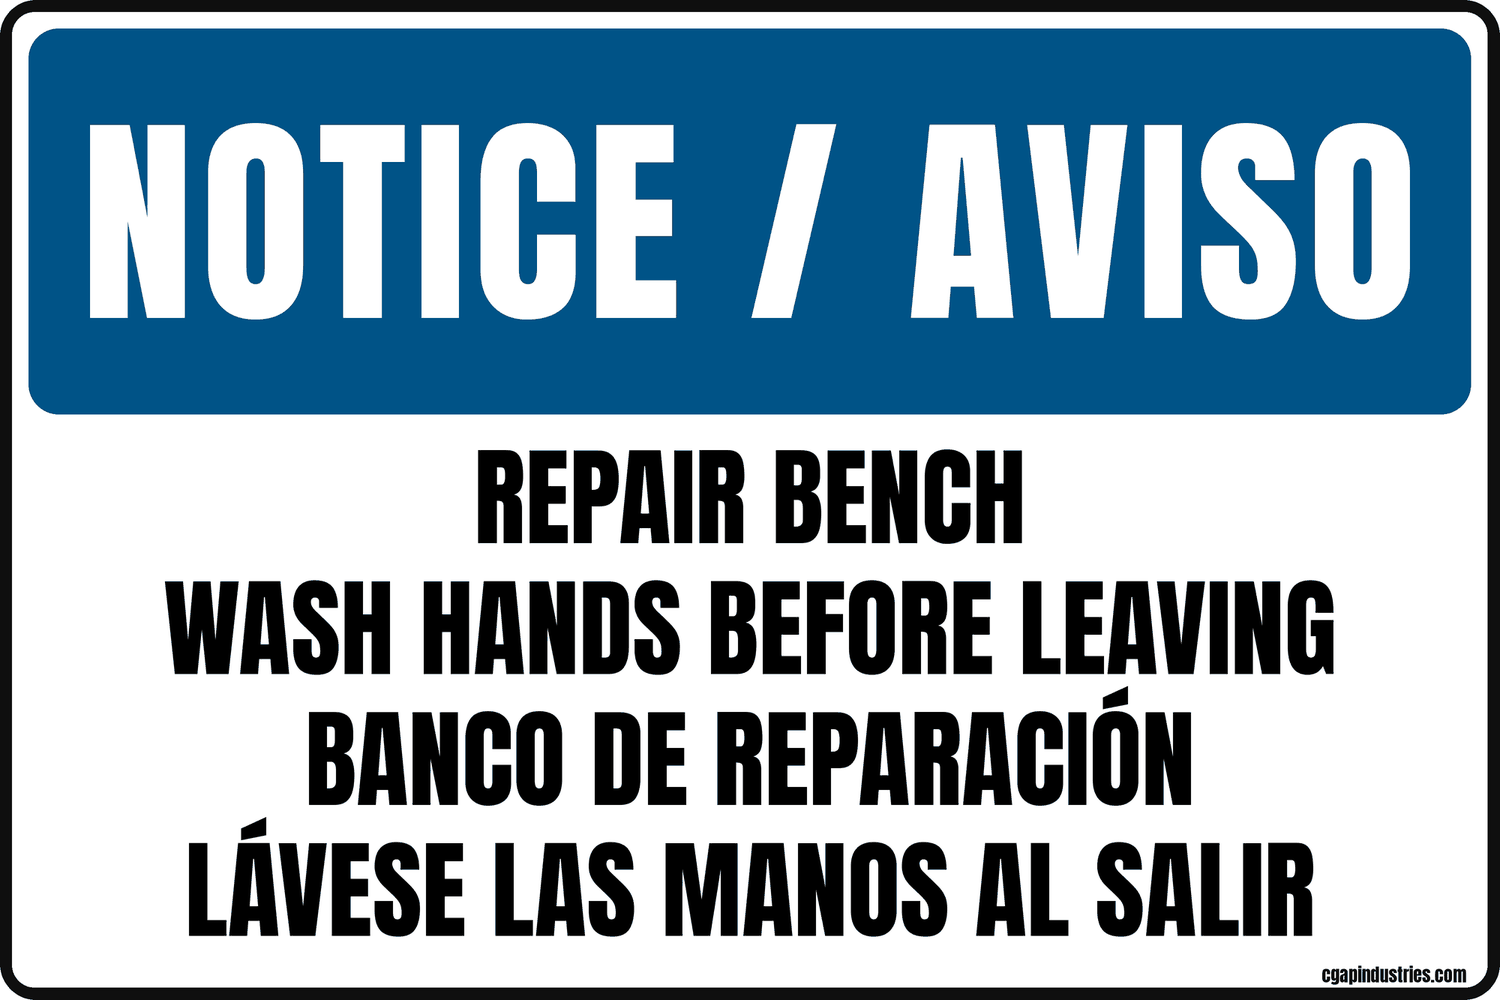 NOTICE / AVISO
REPAIR BENCH
WASH HANDS BEFORE LEAVING
BANCO DE REPARACIÓN
LÁVESE LAS MANOS AL SALIR
cgapindustries.com